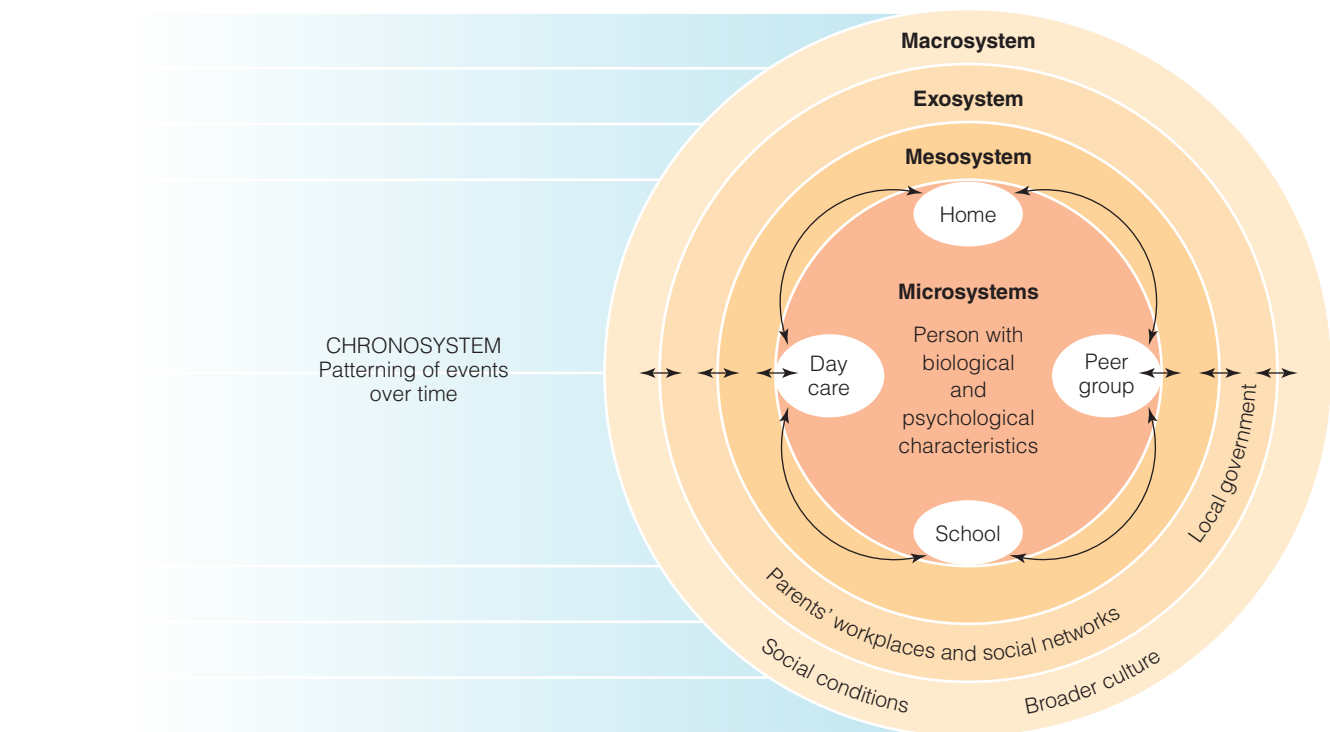 Macrosystem
Exosystem
Mesosystem
Home
Microsystems
Person with
biological
and
psychological
characteristics
Day
care
Peer
group
School
CHRONOSYSTEM
Patterning of events
over time
Local government
Parents’ workplaces and social networks
Social conditions
Broader culture